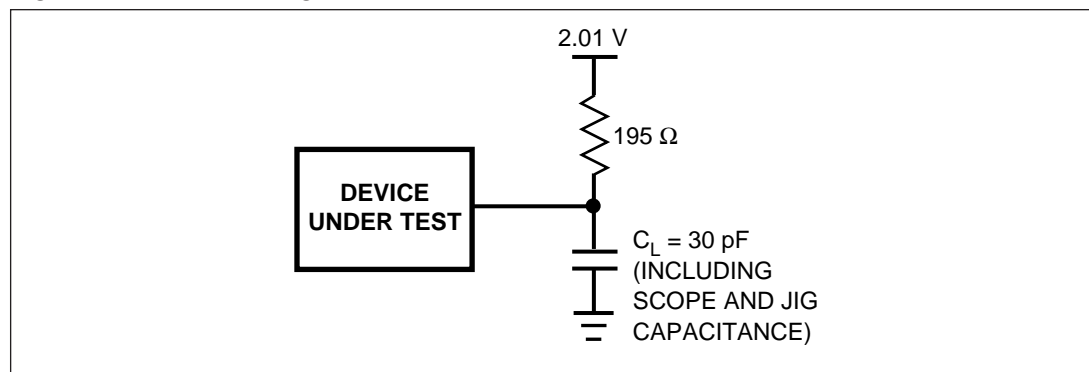 2.01 V
195 Ω
DEVICE
UNDER TEST
C_L = 30 pF
(INCLUDING
SCOPE AND JIG
CAPACITANCE)